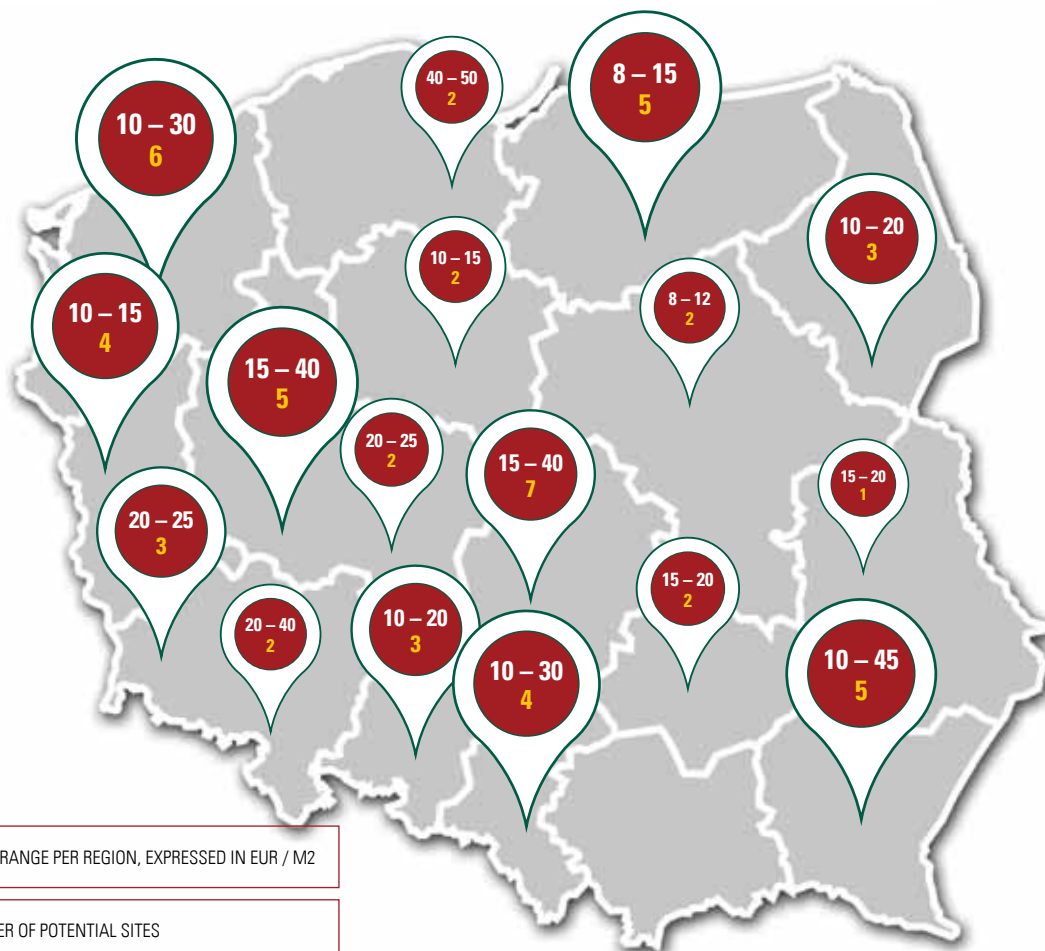 40 – 50
2
8 – 15
5
10 – 30
6
10 – 20
3
10 – 15
2
8 – 12
2
10 – 15
4
15 – 40
5
20 – 25
2
15 – 40
7
15 – 20
1
20 – 25
3
15 – 20
2
20 – 40
2
10 – 20
3
10 – 30
4
10 – 45
5
RANGE PER REGION, EXPRESSED IN EUR / M2
ER OF POTENTIAL SITES